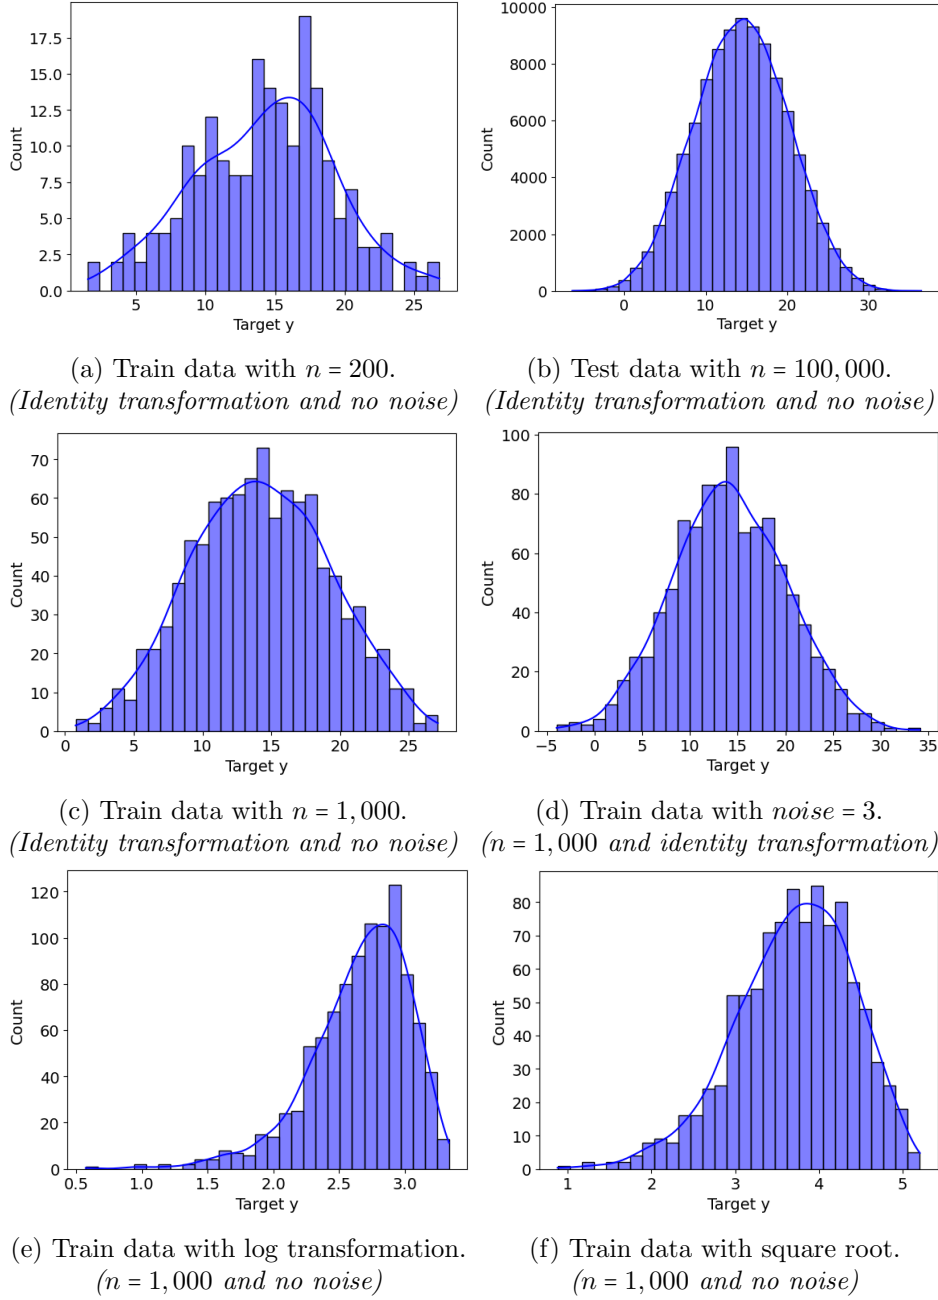 17.5
15.0
12.5
10.0
7.5
5.0
2.5
0.0
Count
5 10 15 20 25
Target y
10000
8000
6000
4000
2000
0
Count
0 10 20 30
Target y
(a) Train data with n = 200.
(Identity transformation and no noise)
(b) Test data with n = 100,000.
(Identity transformation and no noise)
70
60
50
40
30
20
10
0
Count
0 5 10 15 20 25
Target y
100
80
60
40
20
0
Count
−5 0 5 10 15 20 25 30 35
Target y
(c) Train data with n = 1,000.
(Identity transformation and no noise)
(d) Train data with noise = 3.
(n = 1,000 and identity transformation)
120
100
80
60
40
20
0
Count
0.5 1.0 1.5 2.0 2.5 3.0
Target y
80
70
60
50
40
30
20
10
0
Count
1 2 3 4 5
Target y
(e) Train data with log transformation.
(n = 1,000 and no noise)
(f) Train data with square root.
(n = 1,000 and no noise)